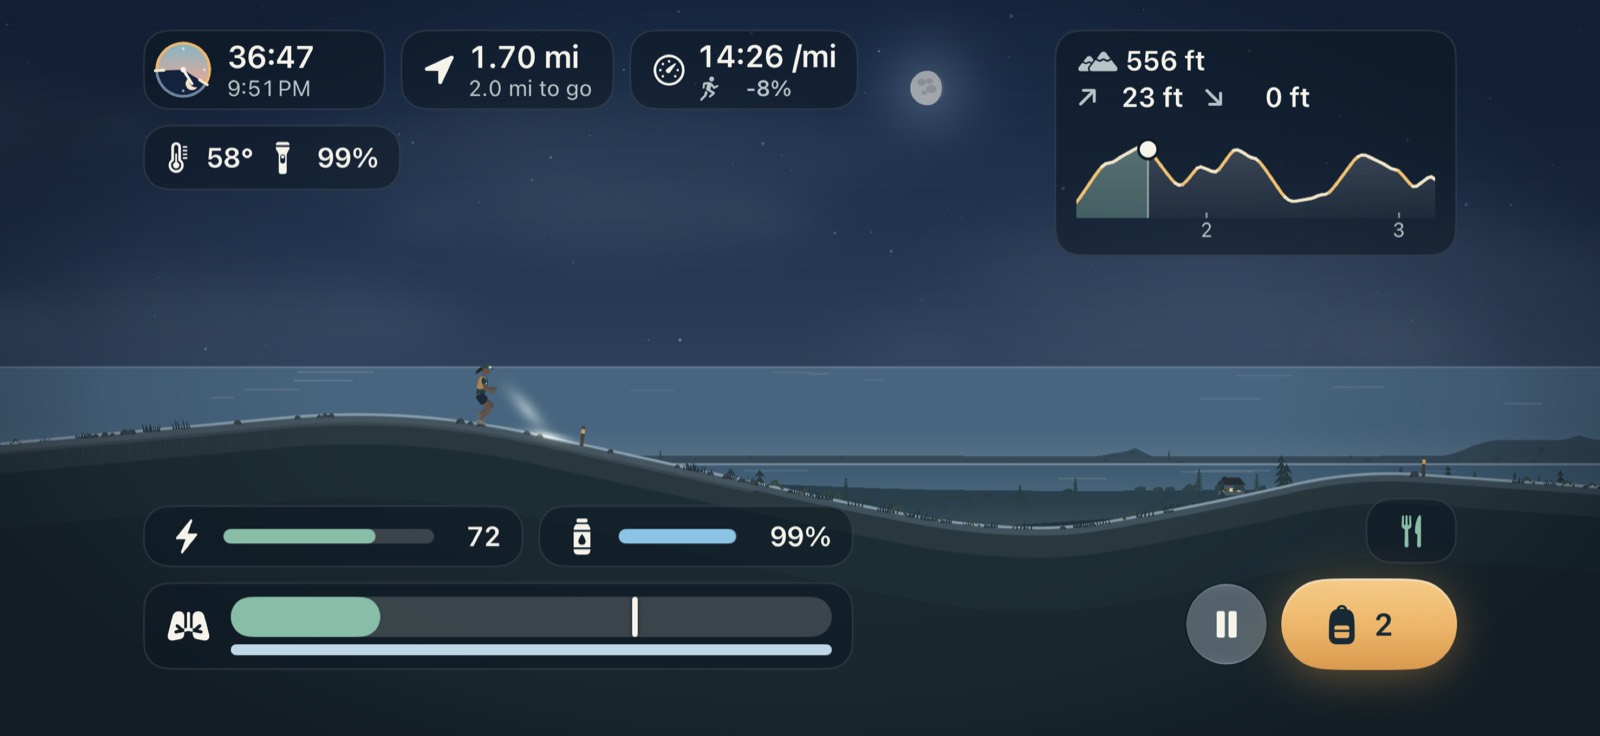 36:47
9:51 PM
1.70 mi
2.0 mi to go
14:26 /mi
-8%
556 ft
23 ft 0 ft
58° 99%
2 3
72
99%
2